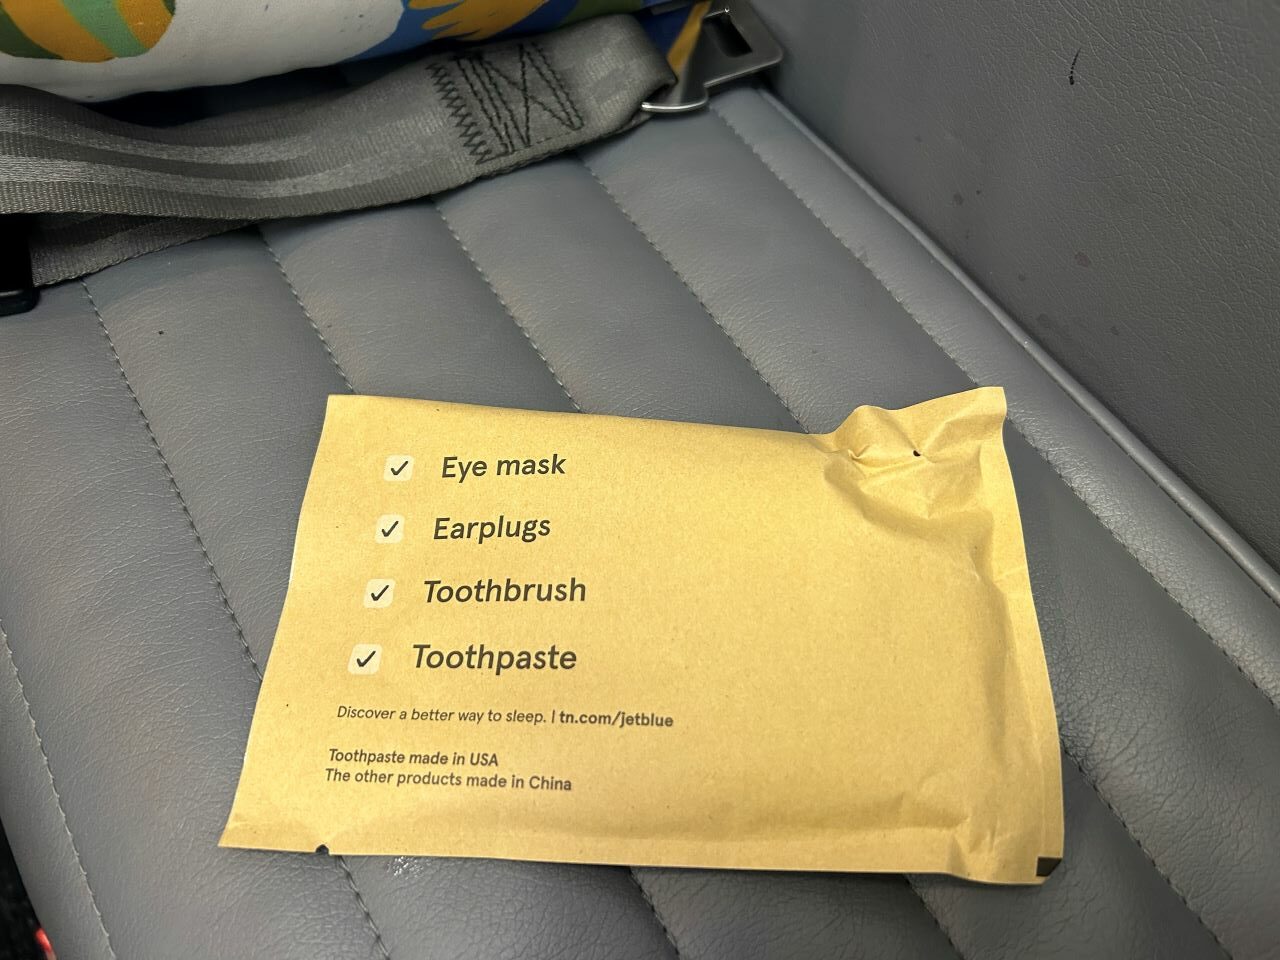 Eye mask
Earplugs
Toothbrush
Toothpaste
Discover a better way to sleep. | tn.com/jetblue
Toothpaste made in USA
The other products made in China